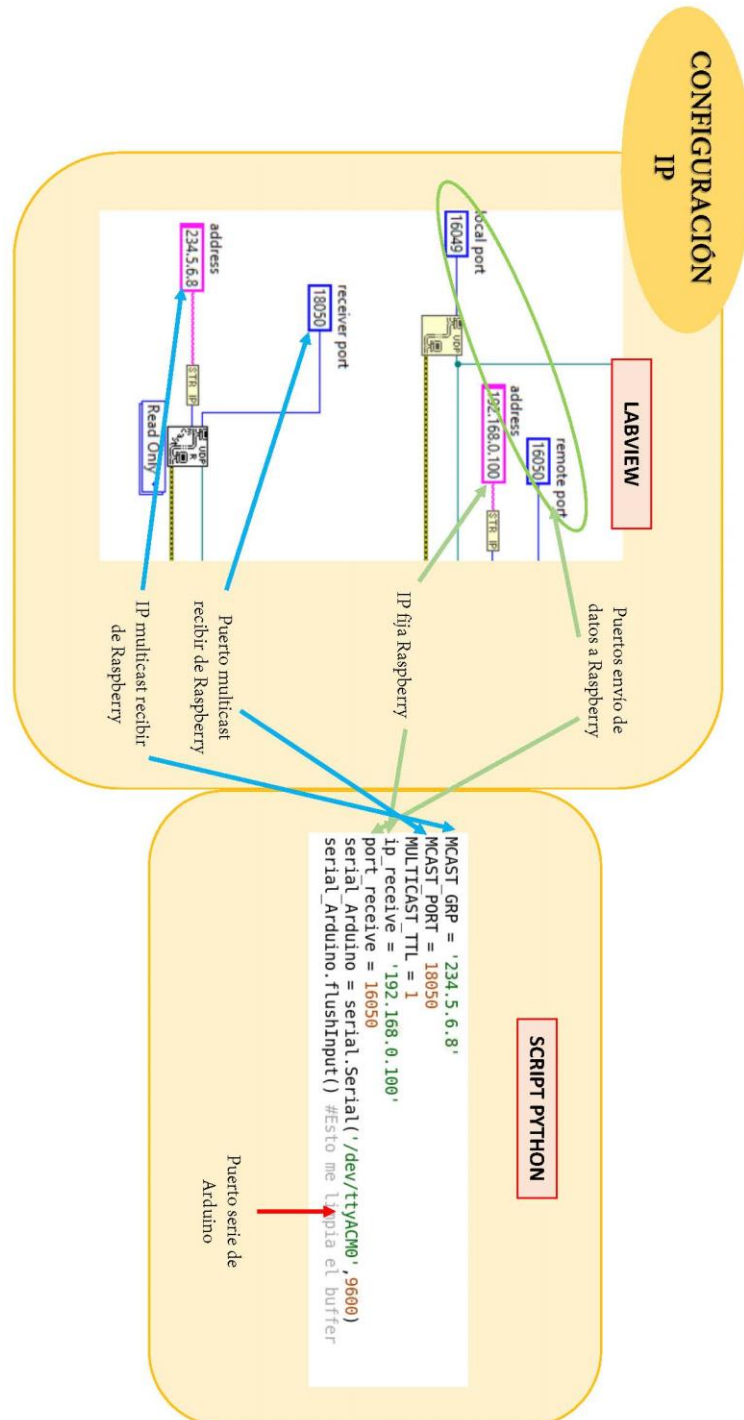 CONFIGURACIÓN
IP
LABVIEW
local port
16049
UDP
remote port
16050
address
192.168.0.100
STR IP
receiver port
18050
address
234.5.6.8
STR IP
UDP
Read Only
Puertos envío de
datos a Raspberry
IP fija Raspberry
Puerto multicast
recibir de Raspberry
IP multicast recibir
de Raspberry
SCRIPT PYTHON
MCAST_GRP = '234.5.6.8'
MCAST_PORT = 18050
MULTICAST_TTL = 1
ip_receive = '192.168.0.100'
port_receive = 16050
serial_Arduino = serial.Serial('/dev/ttyACM0',9600)
serial_Arduino.flushInput() #Esto me limpia el buffer
Puerto serie de
Arduino